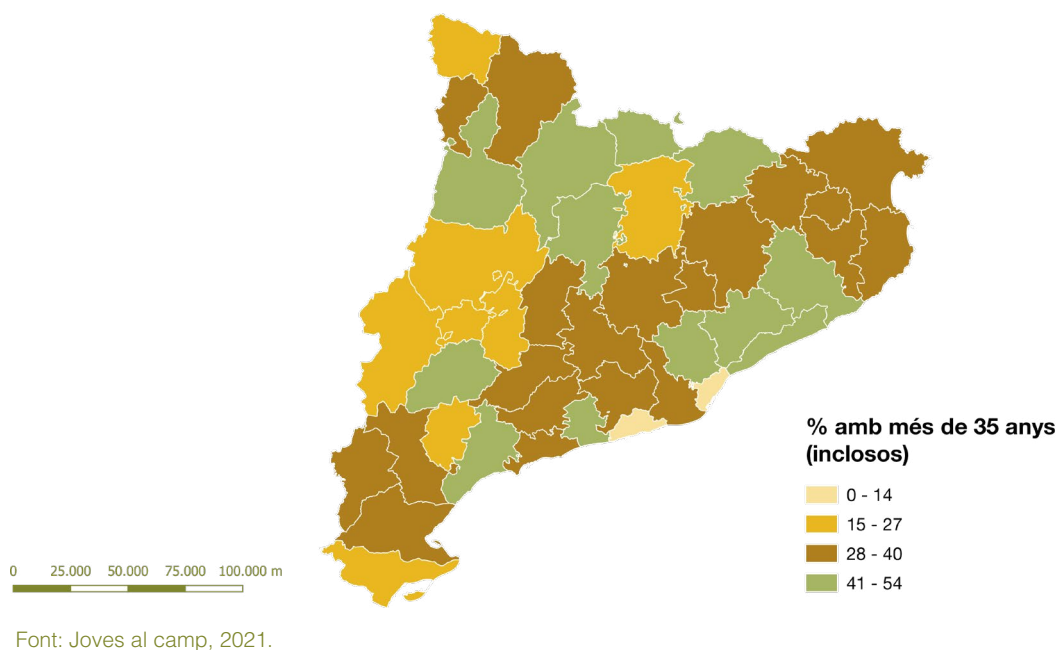 % amb més de 35 anys
(inclosos)
0 - 14
15 - 27
28 - 40
41 - 54
0 25.000 50.000 75.000 100.000 m
Font: Joves al camp, 2021.